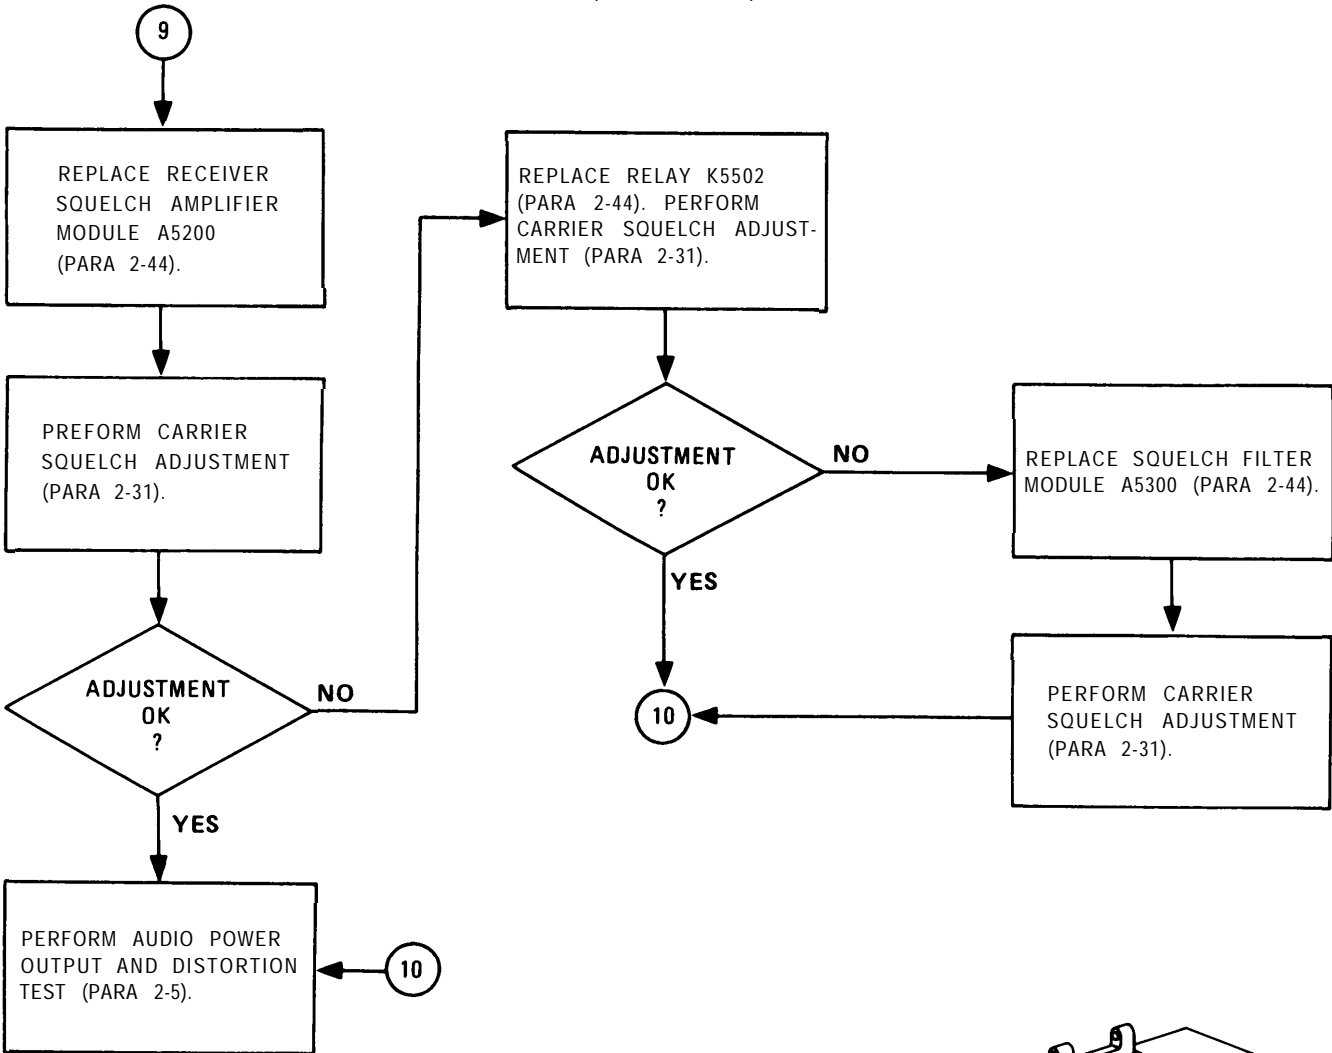 9
REPLACE RECEIVER
SQUELCH AMPLIFIER
MODULE A5200
(PARA 2-44).
PREFORM CARRIER
SQUELCH ADJUSTMENT
(PARA 2-31).
ADJUSTMENT
OK
?
NO
YES
PERFORM AUDIO POWER
OUTPUT AND DISTORTION
TEST (PARA 2-5).
10
REPLACE RELAY K5502
(PARA 2-44). PERFORM
CARRIER SQUELCH ADJUST-
MENT (PARA 2-31).
ADJUSTMENT
OK
?
NO
YES
10
REPLACE SQUELCH FILTER
MODULE A5300 (PARA 2-44).
PERFORM CARRIER
SQUELCH ADJUSTMENT
(PARA 2-31).